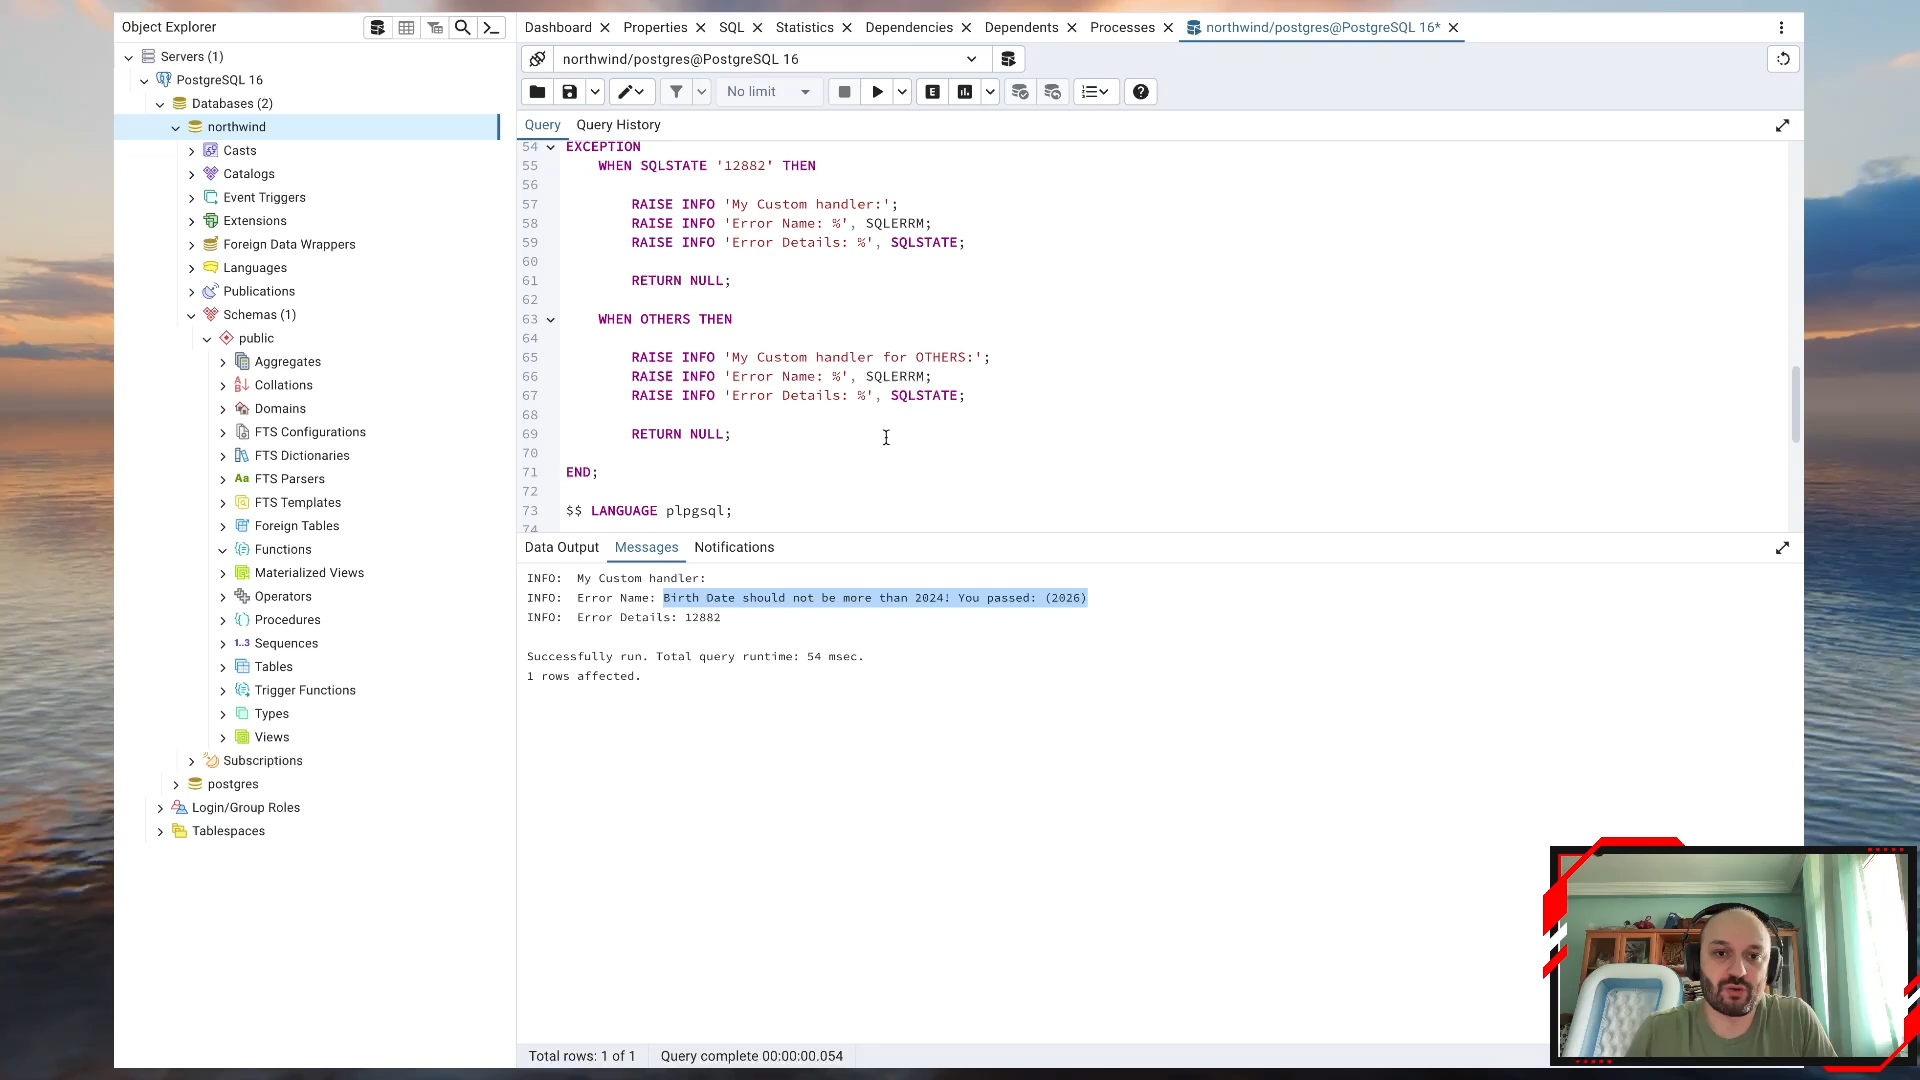 Object Explorer
Servers (1)
PostgreSQL 16
Databases (2)
northwind
Casts
Catalogs
Event Triggers
Extensions
Foreign Data Wrappers
Languages
Publications
Schemas (1)
public
Aggregates
Collations
Domains
FTS Configurations
FTS Dictionaries
Aa FTS Parsers
FTS Templates
Foreign Tables
Functions
Materialized Views
Operators
Procedures
1..3 Sequences
Tables
Trigger Functions
Types
Views
Subscriptions
postgres
Login/Group Roles
Tablespaces
Dashboard Properties SQL Statistics Dependencies Dependents Processes northwind/postgres@PostgreSQL 16*
northwind/postgres@PostgreSQL 16
No limit E
Query Query History
54 EXCEPTION
55 WHEN SQLSTATE '12882' THEN
56
57 RAISE INFO 'My Custom handler:';
58 RAISE INFO 'Error Name: %', SQLERRM;
59 RAISE INFO 'Error Details: %', SQLSTATE;
60
61 RETURN NULL;
62
63 WHEN OTHERS THEN
64
65 RAISE INFO 'My Custom handler for OTHERS:';
66 RAISE INFO 'Error Name: %', SQLERRM;
67 RAISE INFO 'Error Details: %', SQLSTATE;
68
69 RETURN NULL;
70
71 END;
72
73 $$ LANGUAGE plpgsql;
74
Data Output Messages Notifications
INFO: My Custom handler:
INFO: Error Name: Birth Date should not be more than 2024! You passed: (2026)
INFO: Error Details: 12882
Successfully run. Total query runtime: 54 msec.
1 rows affected.
Total rows: 1 of 1 Query complete 00:00:00.054